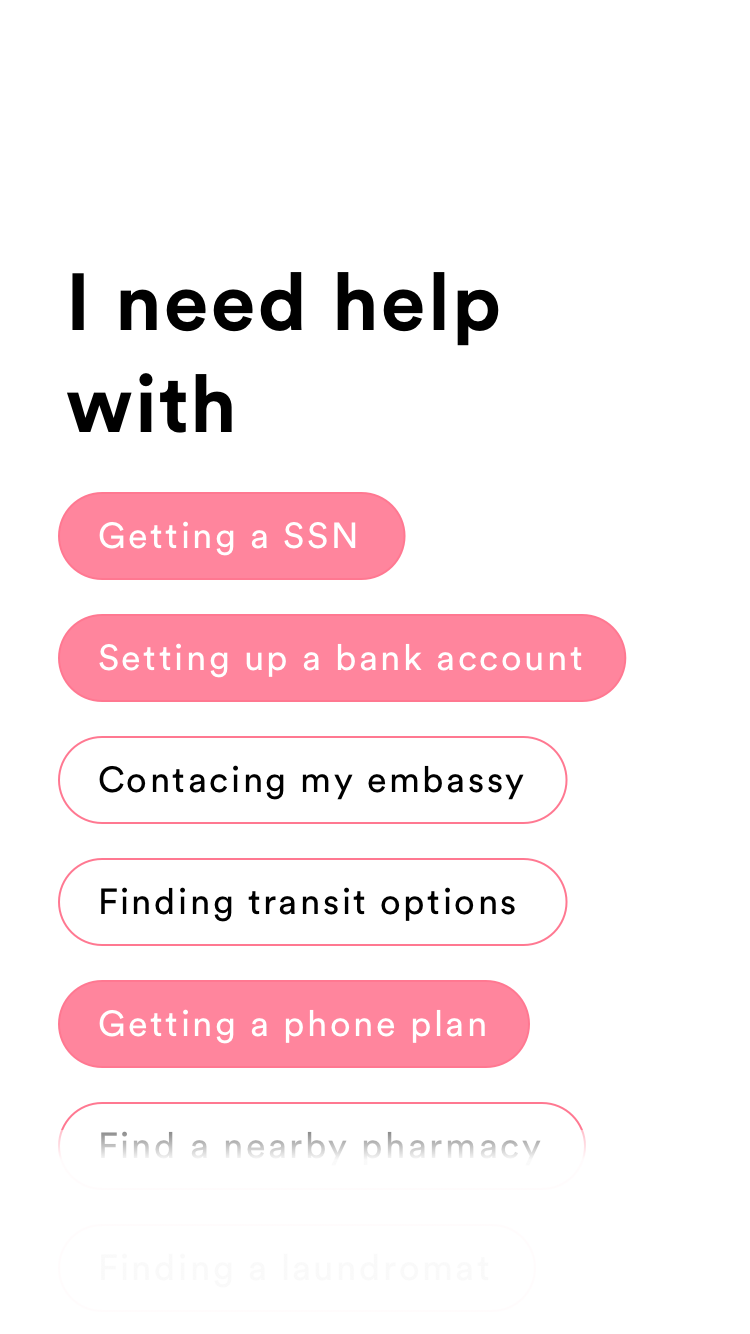 I need help
with
Getting a SSN
Setting up a bank account
Contacing my embassy
Finding transit options
Getting a phone plan
Find a nearby pharmacy
Finding a laundromat